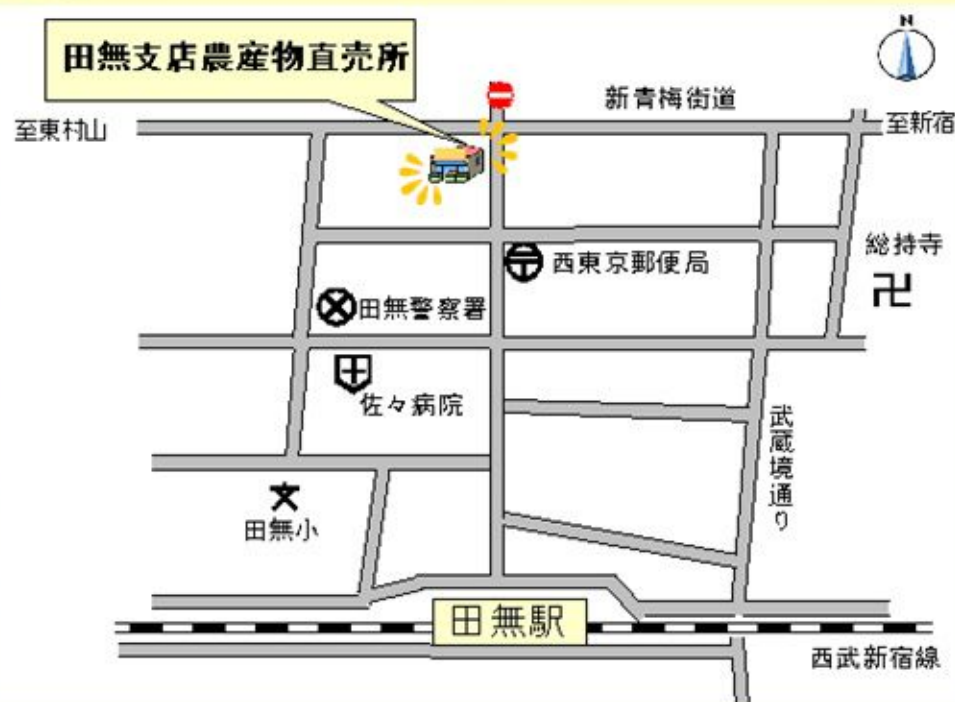 N
田無支店農産物直売所
新青梅街道
至東村山
至新宿
総持寺
西東京郵便局
田無警察署
佐々病院
武蔵境通り
田無小
田無駅
西武新宿線